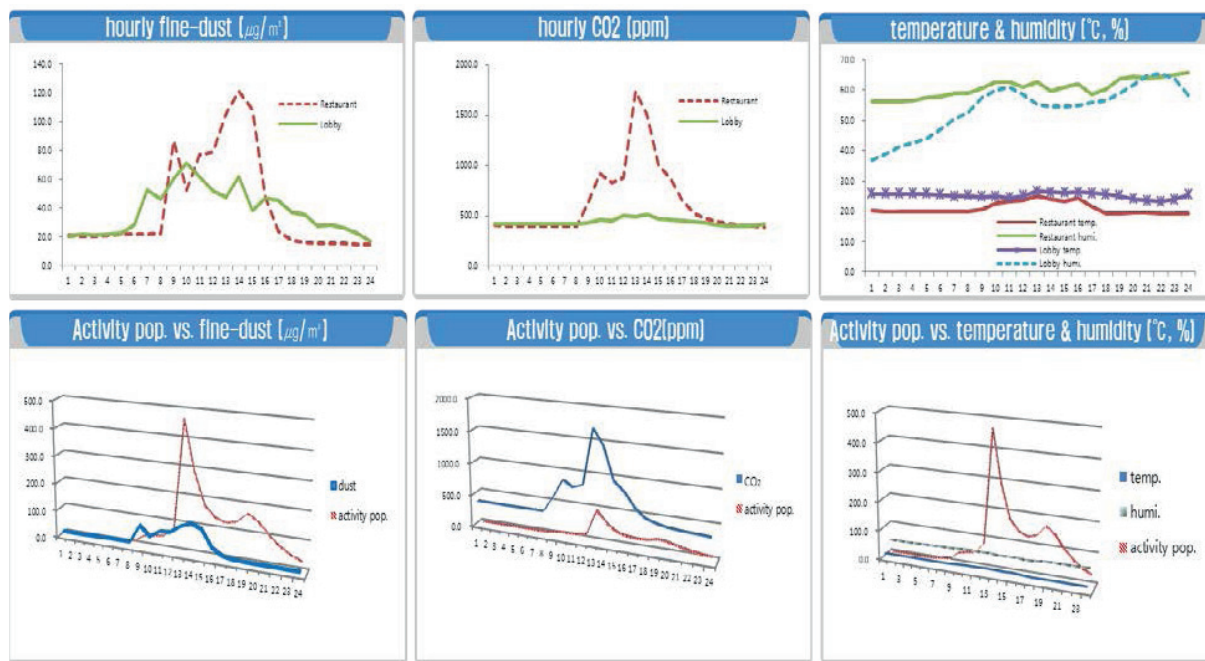 hourly fine-dust [㎍/㎥]
140.0
120.0
100.0
80.0
60.0
40.0
20.0
0.0
1 2 3 4 5 6 7 8 9 10 11 12 13 14 15 16 17 18 19 20 21 22 23 24
Restaurant
Lobby
hourly CO2 [ppm]
2000.0
1500.0
1000.0
500.0
0.0
1 2 3 4 5 6 7 8 9 10 11 12 13 14 15 16 17 18 19 20 21 22 23 24
Restaurant
Lobby
temperature & humidity [℃, %]
70.0
60.0
50.0
40.0
30.0
20.0
10.0
0.0
1 2 3 4 5 6 7 8 9 10 11 12 13 14 15 16 17 18 19 20 21 22 23 24
Restaurant temp.
Restaurant humi.
Lobby temp.
Lobby humi.
Activity pop. vs. fine-dust [㎍/㎥]
500.0
400.0
300.0
200.0
100.0
0.0
1 2 3 4 5 6 7 8 9 10 11 12 13 14 15 16 17 18 19 20 21 22 23 24
dust
activity pop.
Activity pop. vs. CO2[ppm]
2000.0
1500.0
1000.0
500.0
0.0
1 2 3 4 5 6 7 8 9 10 11 12 13 14 15 16 17 18 19 20 21 22 23 24
CO₂
activity pop.
Activity pop. vs. temperature & humidity [℃, %]
500.0
400.0
300.0
200.0
100.0
0.0
1 3 5 7 9 11 13 15 17 19 21 23
temp.
humi.
activity pop.